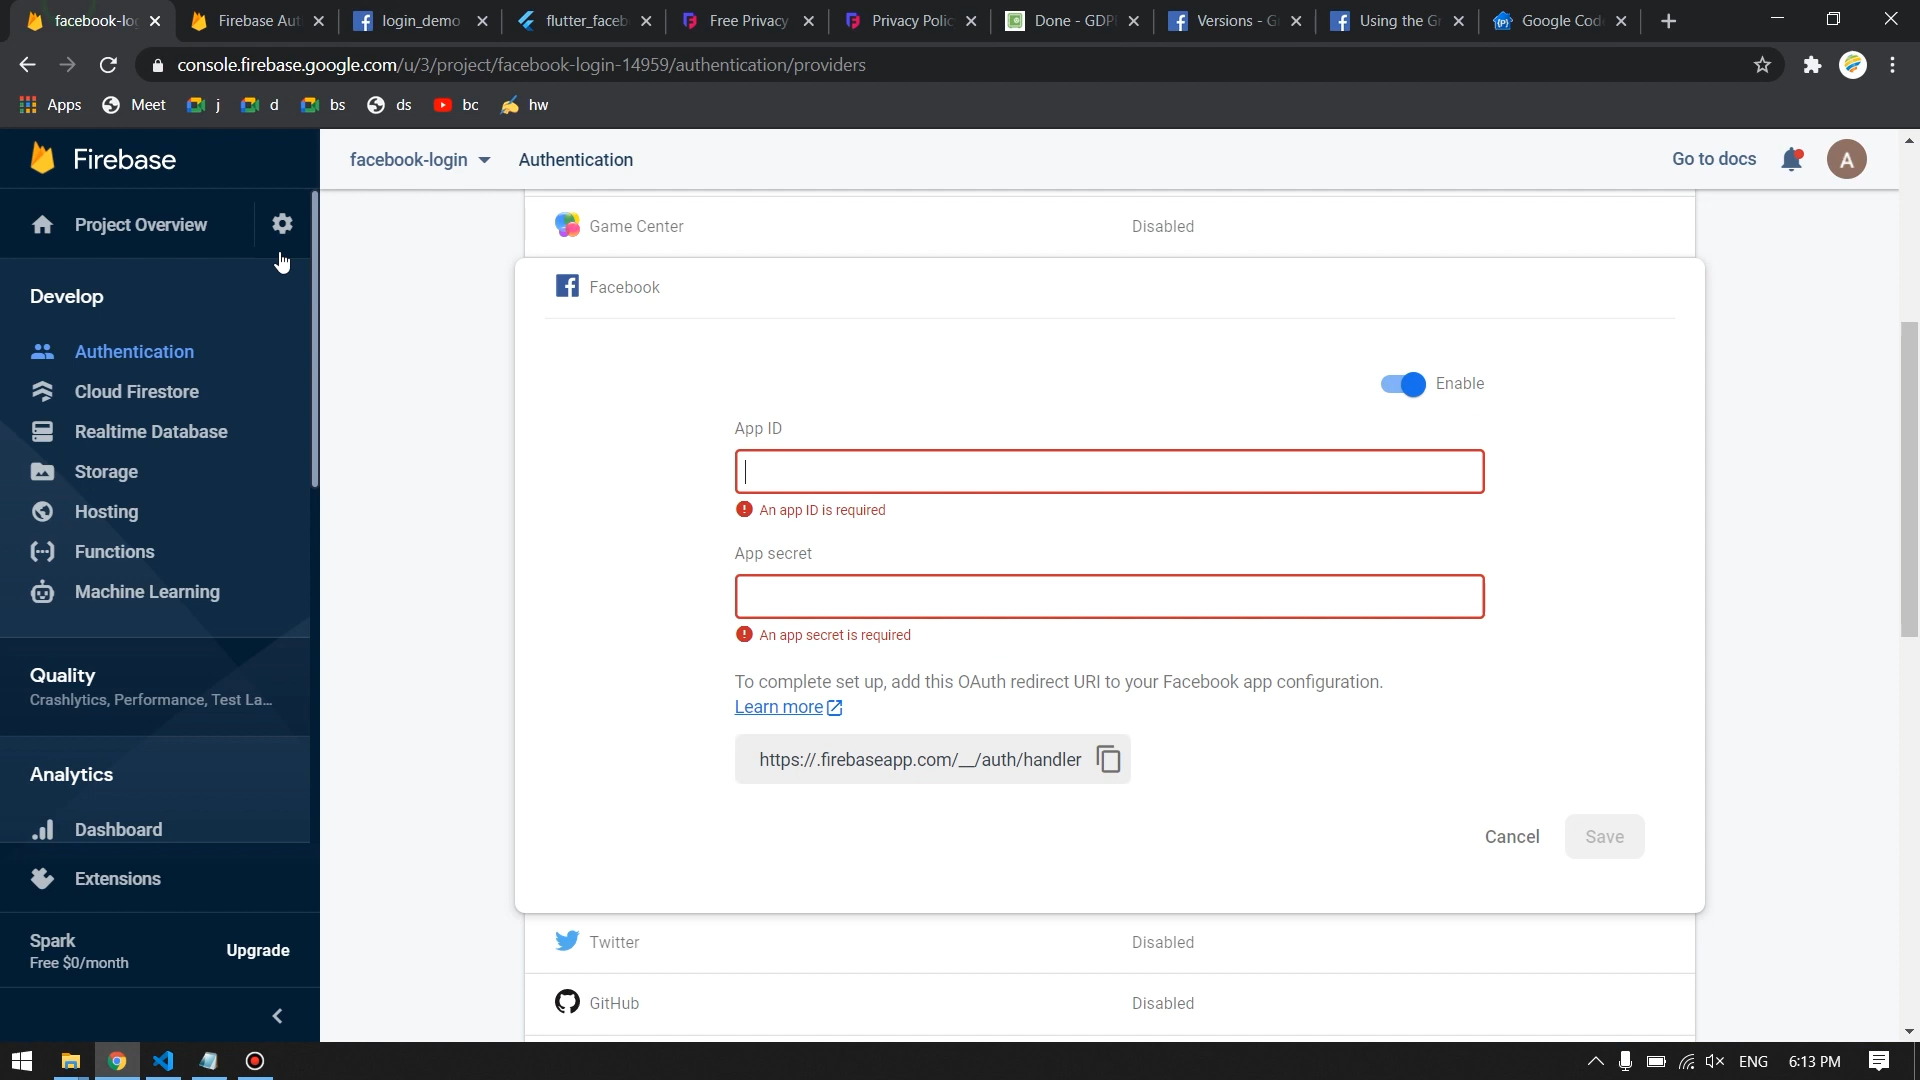 facebook-lo
Firebase Aut
login_demo
flutter_faceb
Free Privacy
Privacy Polic
Done - GDP
Versions - G
Using the Gr
Google Cod
console.firebase.google.com/u/3/project/facebook-login-14959/authentication/providers
Apps
Meet
j
d
bs
ds
bc
hw
Firebase
facebook-login
Authentication
Go to docs
A
Project Overview
Develop
Authentication
Cloud Firestore
Realtime Database
Storage
Hosting
Functions
Machine Learning
Quality
Crashlytics, Performance, Test La...
Analytics
Dashboard
Extensions
Spark
Free $0/month
Upgrade
Game Center
Disabled
Facebook
Enable
App ID
An app ID is required
App secret
An app secret is required
To complete set up, add this OAuth redirect URI to your Facebook app configuration.
Learn more
https://.firebaseapp.com/__/auth/handler
Cancel
Save
Twitter
Disabled
GitHub
Disabled
ENG
6:13 PM